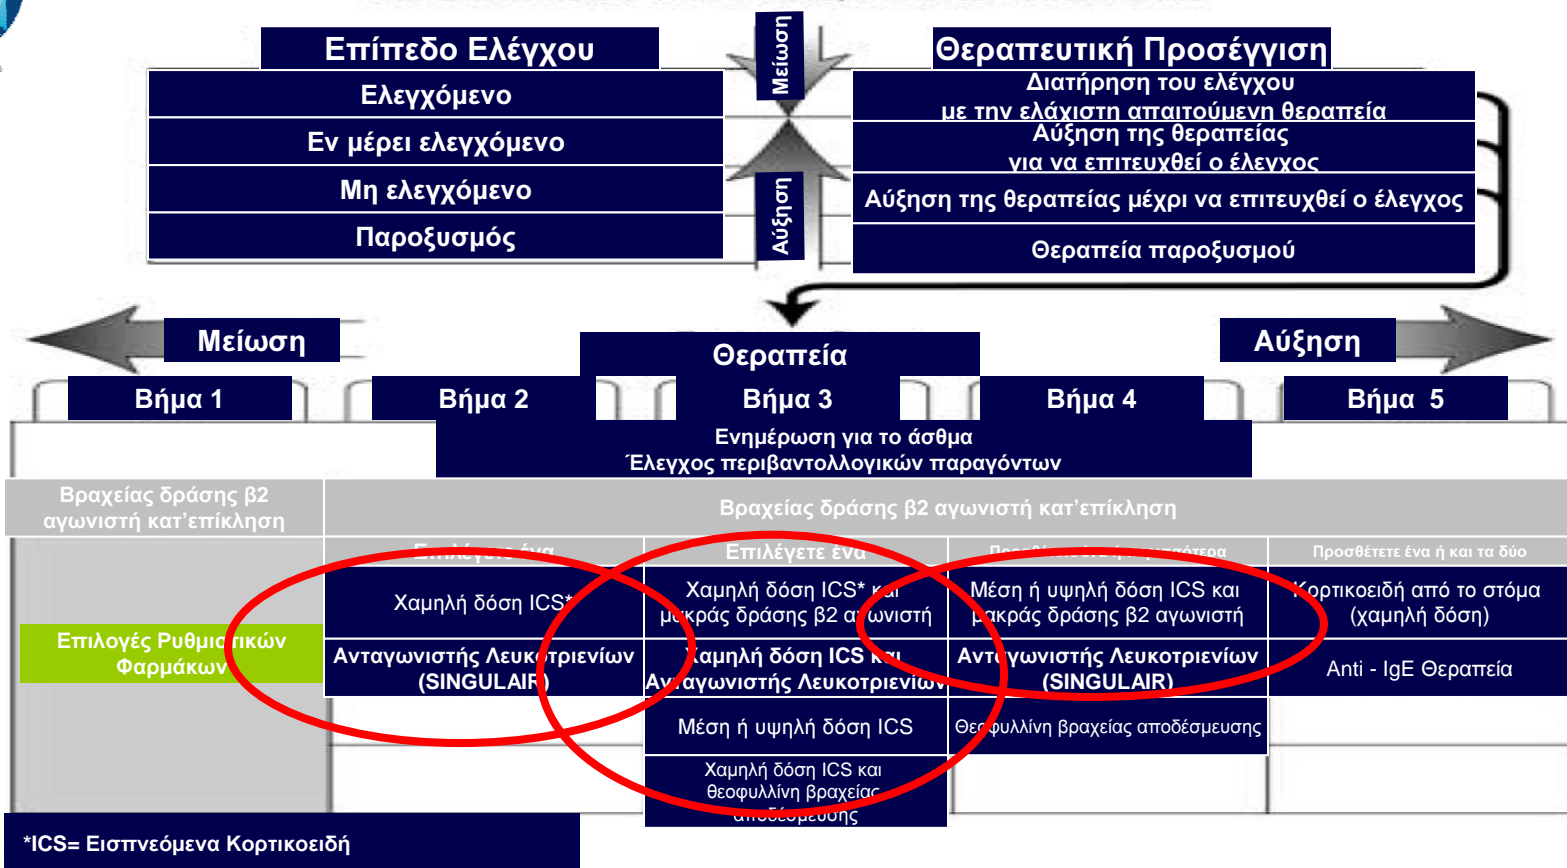 Επίπεδο Ελέγχου
Μείωση
Θεραπευτική Προσέγγιση
Ελεγχόμενο
Διατήρηση του ελέγχου
με την ελάχιστη απαιτούμενη θεραπεία
Εν μέρει ελεγχόμενο
Αύξηση της θεραπείας
για να επιτευχθεί ο έλεγχος
Μη ελεγχόμενο
Αύξηση
Αύξηση της θεραπείας μέχρι να επιτευχθεί ο έλεγχος
Παροξυσμός
Θεραπεία παροξυσμού
Μείωση
Θεραπεία
Αύξηση
Βήμα 1
Βήμα 2
Βήμα 3
Βήμα 4
Βήμα 5
Ενημέρωση για το άσθμα
Έλεγχος περιβαντολλογικών παραγόντων
Βραχείας δράσης β2
αγωνιστή κατ’επίκληση
Βραχείας δράσης β2 αγωνιστή κατ’επίκληση
Επιλέγετε ένα
Επιλέγετε ένα
Προσθέτετε ένα ή περισσότερα
Προσθέτετε ένα ή και τα δύο
Χαμηλή δόση ICS*
Χαμηλή δόση ICS* και
μακράς δράσης β2 αγωνιστή
Μέση ή υψηλή δόση ICS και
μακράς δράσης β2 αγωνιστή
Κορτικοειδή από το στόμα
(χαμηλή δόση)
Επιλογές Ρυθμιστικών
Φαρμάκων
Ανταγωνιστής Λευκοτριενίων
(SINGULAIR)
Χαμηλή δόση ICS και
Ανταγωνιστής Λευκοτριενίων
Ανταγωνιστής Λευκοτριενίων
(SINGULAIR)
Anti - IgE Θεραπεία
Μέση ή υψηλή δόση ICS
Θεοφυλλίνη βραχείας αποδέσμευσης
Χαμηλή δόση ICS και
θεοφυλλίνη βραχείας
αποδέσμευσης
*ICS= Εισπνεόμενα Κορτικοειδή